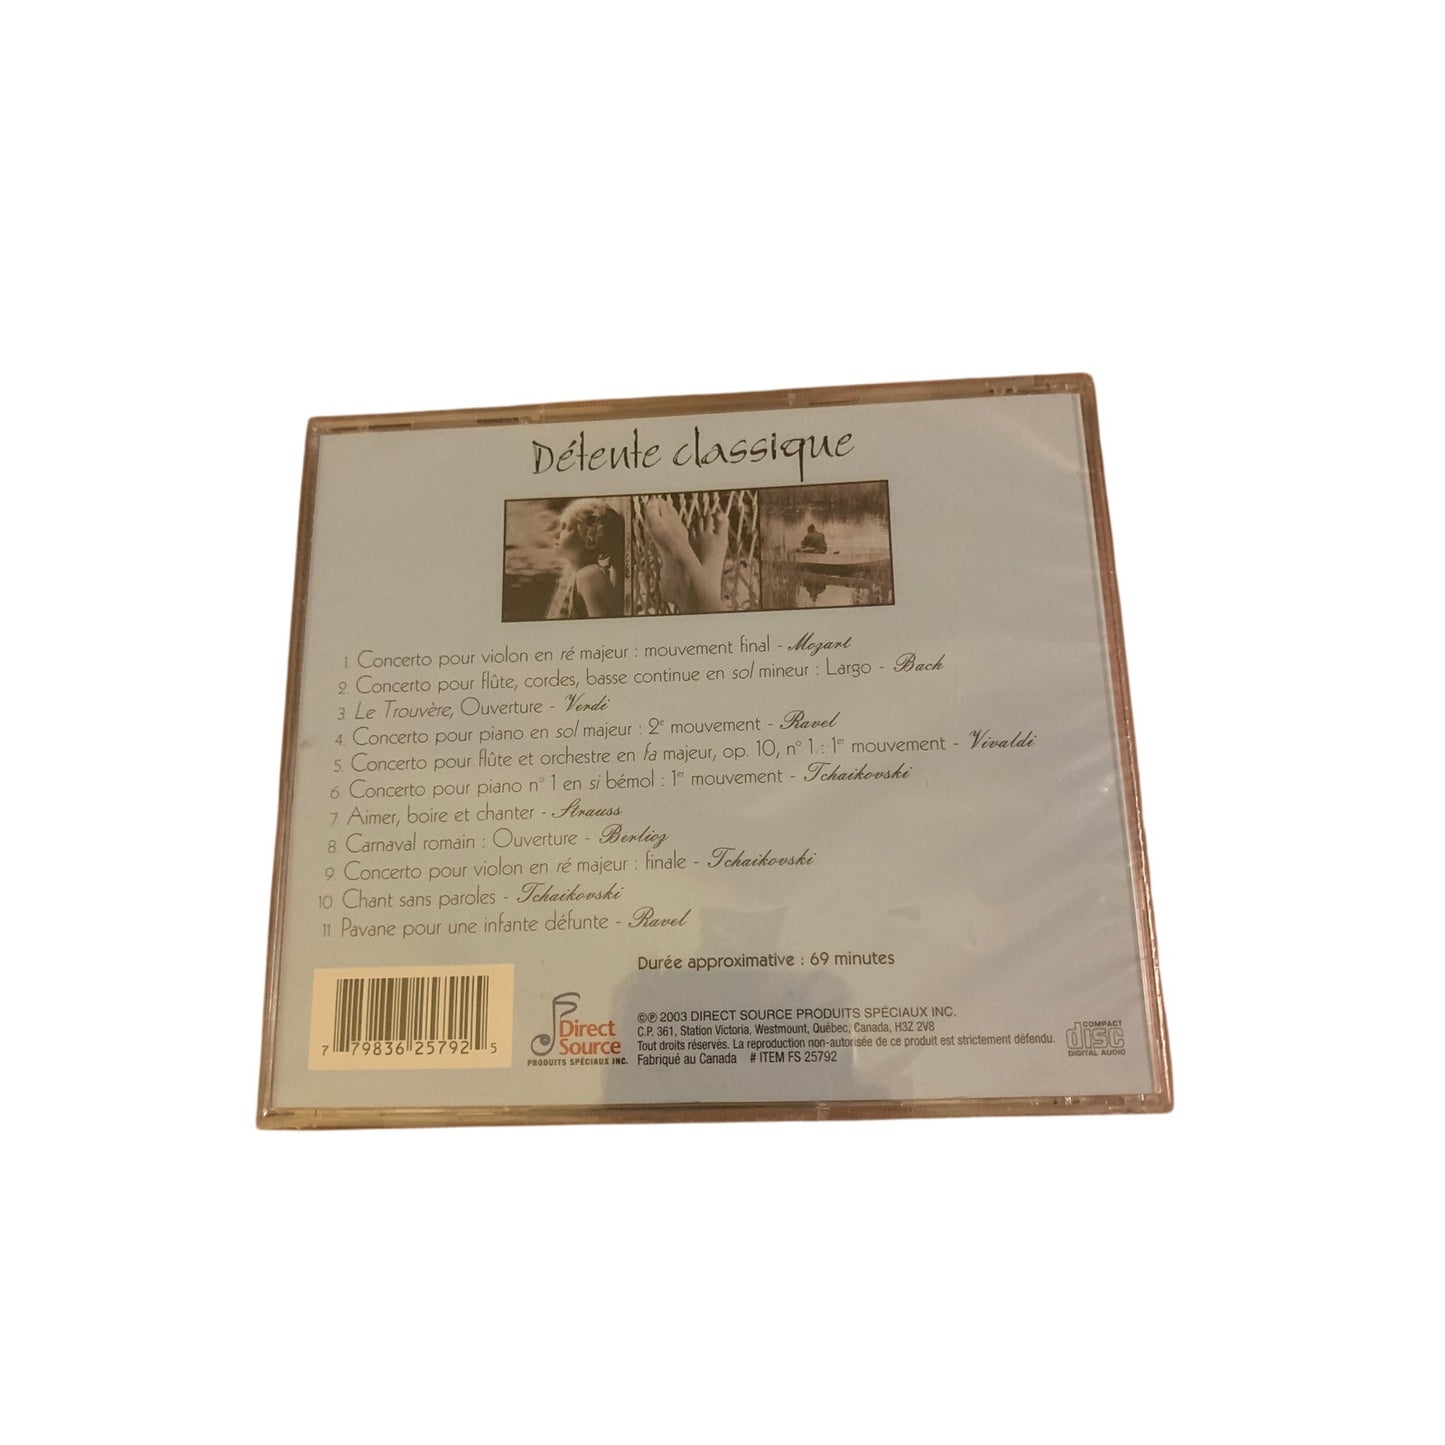 Détente classique
1. Concerto pour violon en ré majeur : mouvement final - Mozart
2. Concerto pour flûte, cordes, basse continue en sol mineur : Largo - Bach
3. Le Trouvère, Ouverture - Verdi
4. Concerto pour piano en sol majeur : 2e mouvement - Ravel
5. Concerto pour flûte et orchestre en fa majeur, op. 10, n° 1 : 1er mouvement - Vivaldi
6. Concerto pour piano n° 1 en si bémol : 1er mouvement - Tchaikovski
7. Aimer, boire et chanter - Strauss
8. Carnaval romain : Ouverture - Berlioz
9. Concerto pour violon en ré majeur : finale - Tchaikovski
10. Chant sans paroles - Tchaikovski
11. Pavane pour une infante défunte - Ravel
Durée approximative : 69 minutes
7 79836 25792 5
Direct
Source
PRODUITS SPÉCIAUX INC.
©℗ 2003 DIRECT SOURCE PRODUITS SPÉCIAUX INC.
C.P. 361, Station Victoria, Westmount, Québec, Canada, H3Z 2V8
Tout droits réservés. La reproduction non-autorisée de ce produit est strictement défendu.
Fabriqué au Canada # ITEM FS 25792
COMPACT
disc
DIGITAL AUDIO